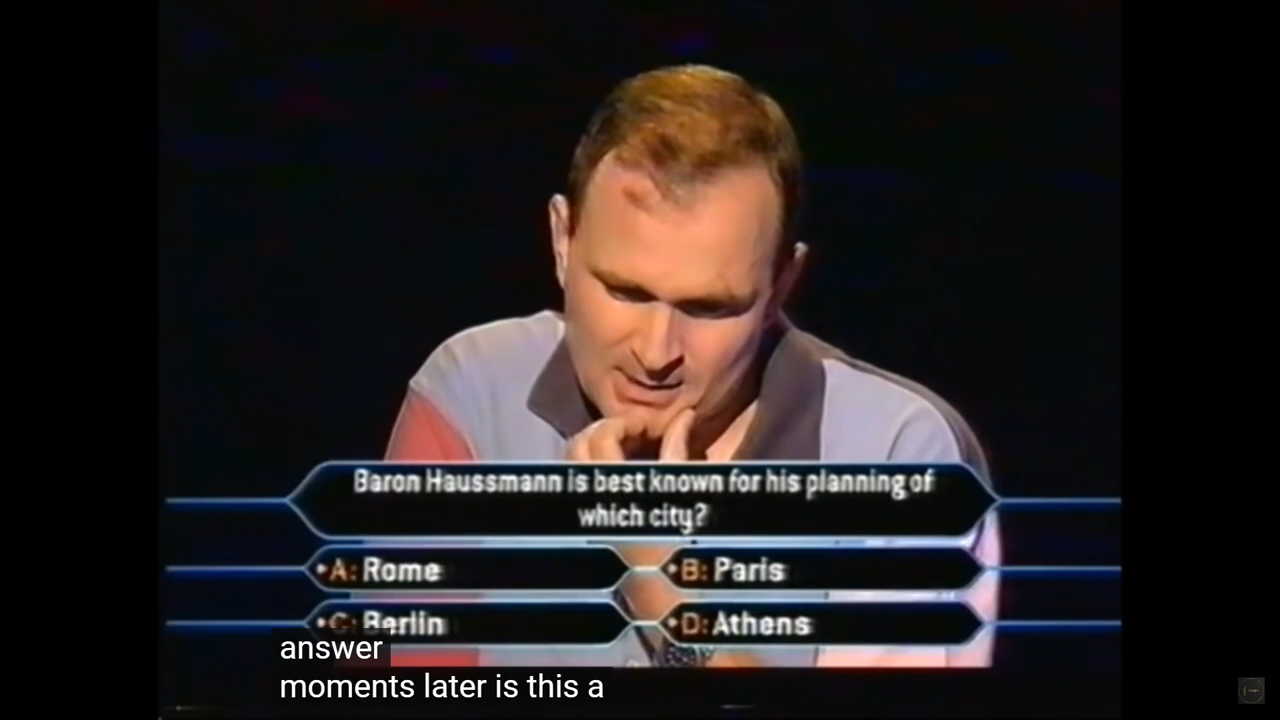 Baron Haussmann is best known for his planning of
which city?
A: Rome
B: Paris
C: Berlin
D: Athens
answer
moments later is this a